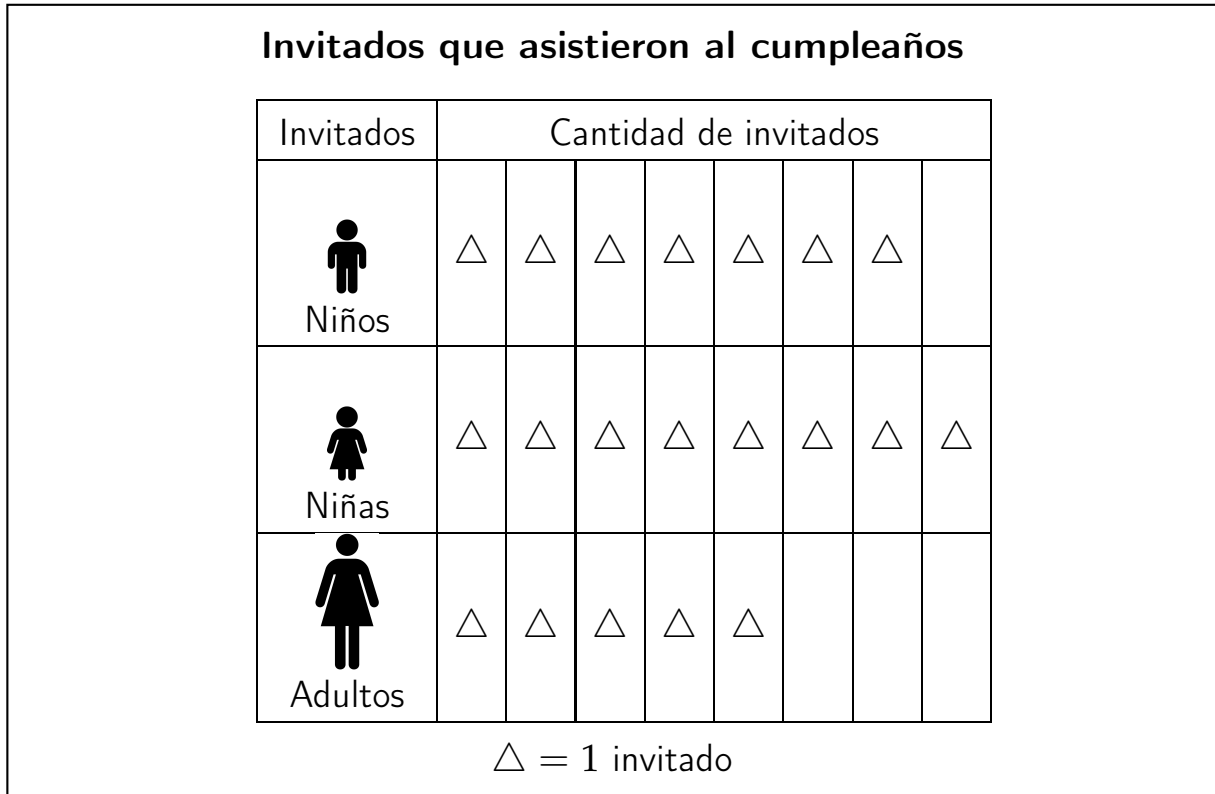 Invitados que asistieron al cumpleaños
Invitados Cantidad de invitados
△ △ △ △ △ △ △
Niños
△ △ △ △ △ △ △ △
Niñas
△ △ △ △ △
Adultos
△ = 1 invitado